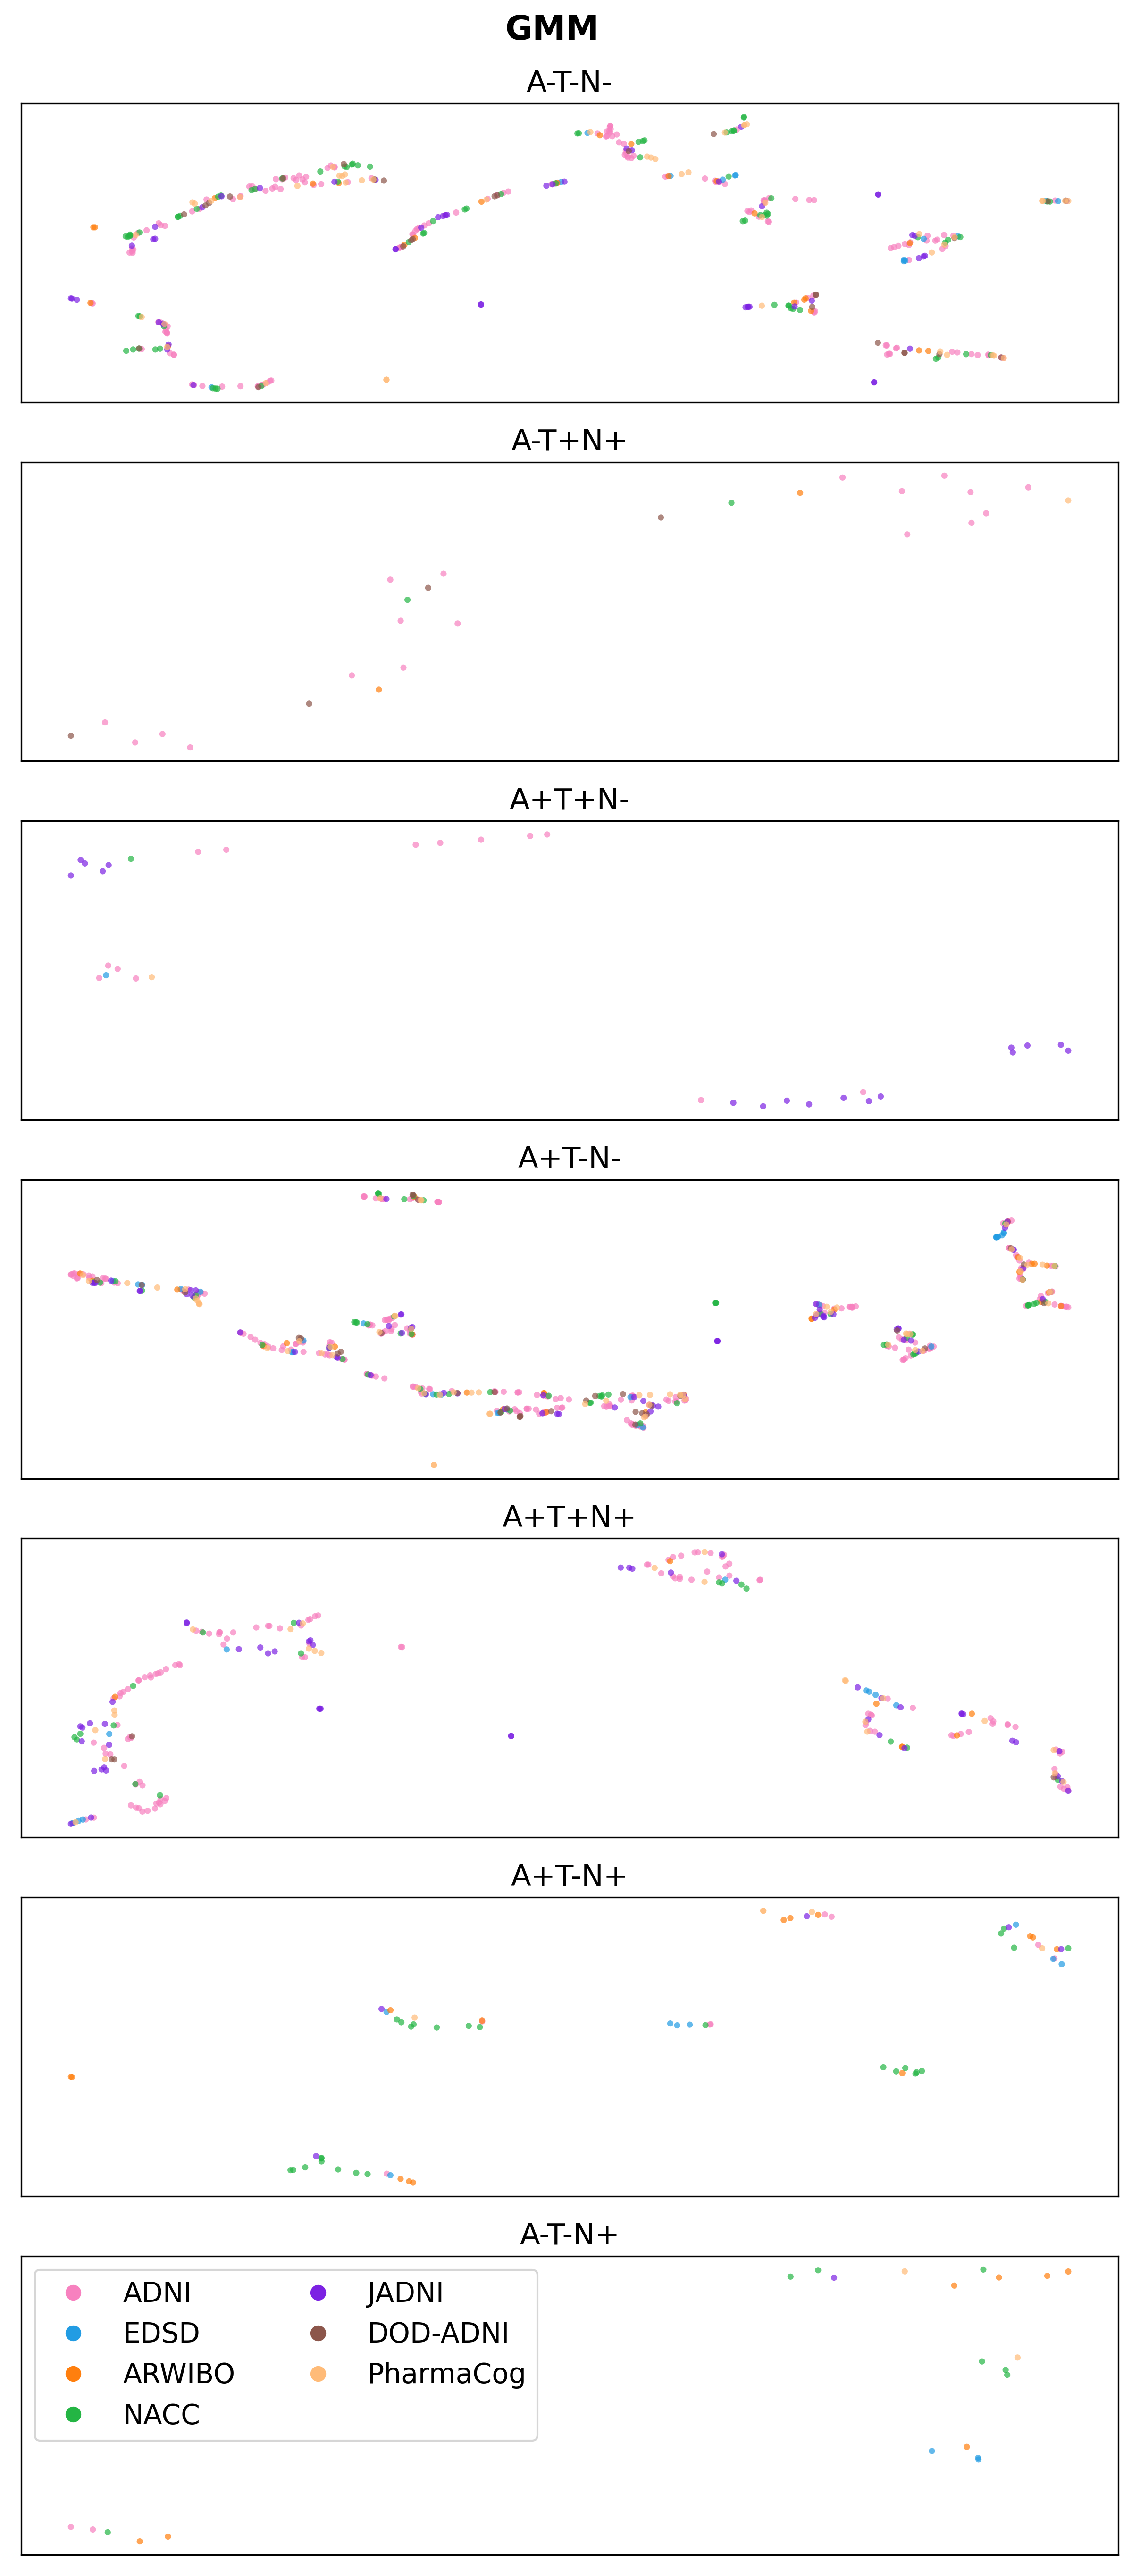 GMM
A-T-N-
A-T+N+
A+T+N-
A+T-N-
A+T+N+
A+T-N+
A-T-N+
ADNI
EDSD
ARWIBO
NACC
JADNI
DOD-ADNI
PharmaCog